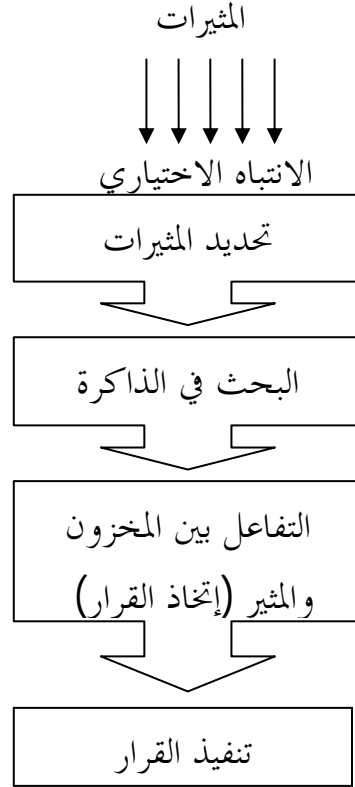 المثيرات
الانتباه الاختياري
تحديد المثيرات
البحث في الذاكرة
التفاعل بين المخزون
والمثير (إتخاذ القرار)
تنفيذ القرار